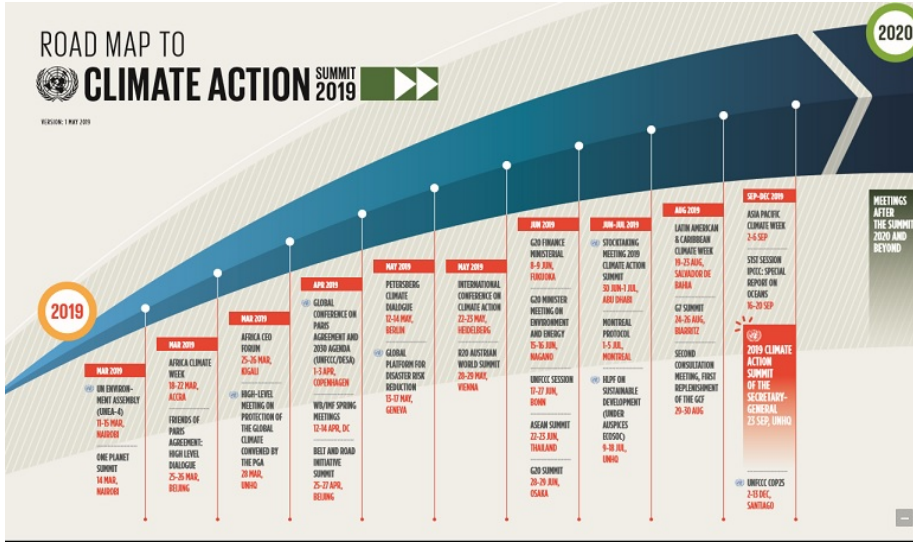 ROAD MAP TO
CLIMATE ACTION SUMMIT 2019
VERSION: 1 MAY 2019
2019
2020
MAR 2019
UN ENVIRON-
MENT ASSEMBLY
(UNEA-4)
11-15 MAR,
NAIROBI
ONE PLANET
SUMMIT
14 MAR,
NAIROBI
MAR 2019
AFRICA CLIMATE
WEEK
18-22 MAR,
ACCRA
FRIENDS OF
PARIS
AGREEMENT:
HIGH LEVEL
DIALOGUE
25-26 MAR,
BEIJING
MAR 2019
AFRICA CEO
FORUM
25-26 MAR,
KIGALI
HIGH-LEVEL
MEETING ON
PROTECTION OF
THE GLOBAL
CLIMATE
CONVENED BY
THE PGA
28 MAR,
UNHQ
APR 2019
GLOBAL
CONFERENCE ON
PARIS
AGREEMENT AND
2030 AGENDA
(UNFCCC/DESA)
1-3 APR,
COPENHAGEN
WB/IMF SPRING
MEETINGS
12-14 APR, DC
BELT AND ROAD
INITIATIVE
SUMMIT
25-27 APR,
BEIJING
MAY 2019
PETERSBERG
CLIMATE
DIALOGUE
12-14 MAY,
BERLIN
GLOBAL
PLATFORM FOR
DISASTER RISK
REDUCTION
13-17 MAY,
GENEVA
MAY 2019
INTERNATIONAL
CONFERENCE ON
CLIMATE ACTION
22-23 MAY,
HEIDELBERG
R20 AUSTRIAN
WORLD SUMMIT
28-29 MAY,
VIENNA
JUN 2019
G20 FINANCE
MINISTERIAL
8-9 JUN,
FUKUOKA
G20 MINISTER
MEETING ON
ENVIRONMENT
AND ENERGY
15-16 JUN,
NAGANO
UNFCCC SESSION
17-27 JUN,
BONN
ASEAN SUMMIT
22-23 JUN,
THAILAND
G20 SUMMIT
28-29 JUN,
OSAKA
JUN-JUL 2019
STOCKTAKING
MEETING 2019
CLIMATE ACTION
SUMMIT
30 JUN-1 JUL,
ABU DHABI
MONTREAL
PROTOCOL
1-5 JUL,
MONTREAL
HLPF ON
SUSTAINABLE
DEVELOPMENT
(UNDER
AUSPICES
ECOSOC)
9-18 JUL,
UNHQ
AUG 2019
LATIN AMERICAN
& CARIBBEAN
CLIMATE WEEK
19-23 AUG,
SALVADOR DE
BAHIA
G7 SUMMIT
24-26 AUG,
BIARRITZ
SECOND
CONSULTATION
MEETING, FIRST
REPLENISHMENT
OF THE GCF
29-30 AUG
SEP-DEC 2019
ASIA PACIFIC
CLIMATE WEEK
2-6 SEP
51ST SESSION
IPCC: SPECIAL
REPORT ON
OCEANS
16-20 SEP
2019 CLIMATE
ACTION
SUMMIT
OF THE
SECRETARY-
GENERAL
23 SEP, UNHQ
UNFCCC COP25
2-13 DEC,
SANTIAGO
MEETINGS
AFTER
THE SUMMIT
2020 AND
BEYOND